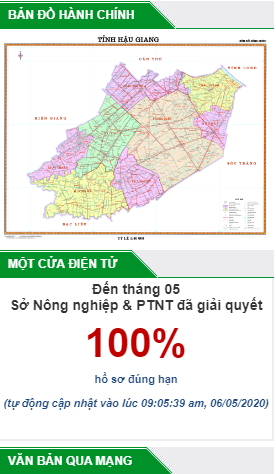 BẢN ĐỒ HÀNH CHÍNH
TỈNH HẬU GIANG
CẦN THƠ
VĨNH LONG
KIÊN GIANG
SÓC TRĂNG
BẠC LIÊU
MỘT CỬA ĐIỆN TỬ
Đến tháng 05
Sở Nông nghiệp & PTNT đã giải quyết
100%
hồ sơ đúng hạn
(tự động cập nhật vào lúc 09:05:39 am, 06/05/2020)
VĂN BẢN QUA MẠNG